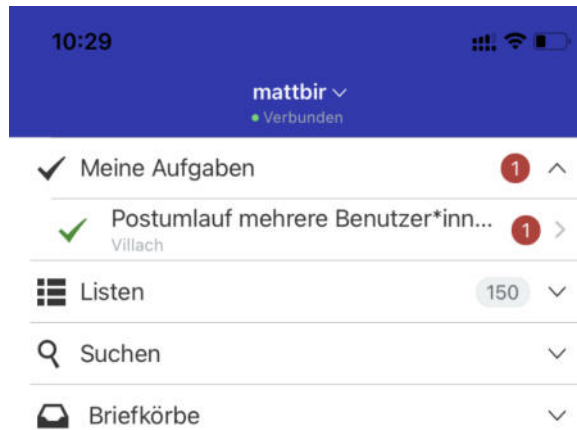 10:29
mattbir
Verbunden
Meine Aufgaben 1
Postumlauf mehrere Benutzer*inn... 1
Villach
Listen 150
Suchen
Briefkörbe